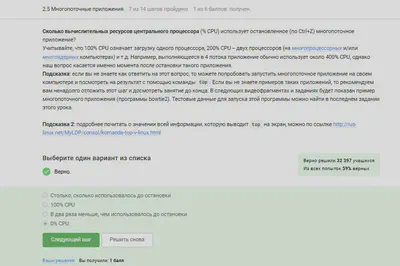 2.5 Многопоточные приложения 7 из 14 шагов пройдено 1 из 6 баллов получен
Сколько вычислительных ресурсов центрального процессора (% CPU) использует остановленное (по Ctrl+Z) многопоточное
приложение?
Учитывайте, что 100% CPU означает загрузку одного процессора, 200% CPU – двух процессоров (на многопроцессорных или
многоядерных компьютерах) и т.д. Например, выполняющееся в 4 потока приложение обычно использует около 400% CPU, однако
наш вопрос касается именно момента после остановки такого приложения.
Подсказка: если вы не знаете как ответить на этот вопрос, то можете попробовать запустить многопоточное приложение на своем
компьютере и посмотреть на результат с помощью команды top. Если вы не знаете примеров таких приложений, то рекомендуем
вам ненадолго отложить этот шаг и досмотреть занятие до конца. В следующих видеофрагментах и заданиях будет показан пример
многопоточного приложения (программы bowtie2). Тестовые данные для запуска этой программы можно найти в последнем задании
этого урока.
Подсказка 2: подробнее почитать о значении всей информации, которую выводит top на экран, можно по ссылке http://rus-
linux.net/MyLDP/consol/komanda-top-v-linux.html
Выберите один вариант из списка
Верно решили 32 397 учащихся
Из всех попыток 59% верных
Верно.
Столько, сколько использовалось до остановки
100% CPU
В два раза меньше, чем использовалось до остановки
0% CPU
Следующий шаг Решить снова
Ваши решения Вы получили: 1 балл